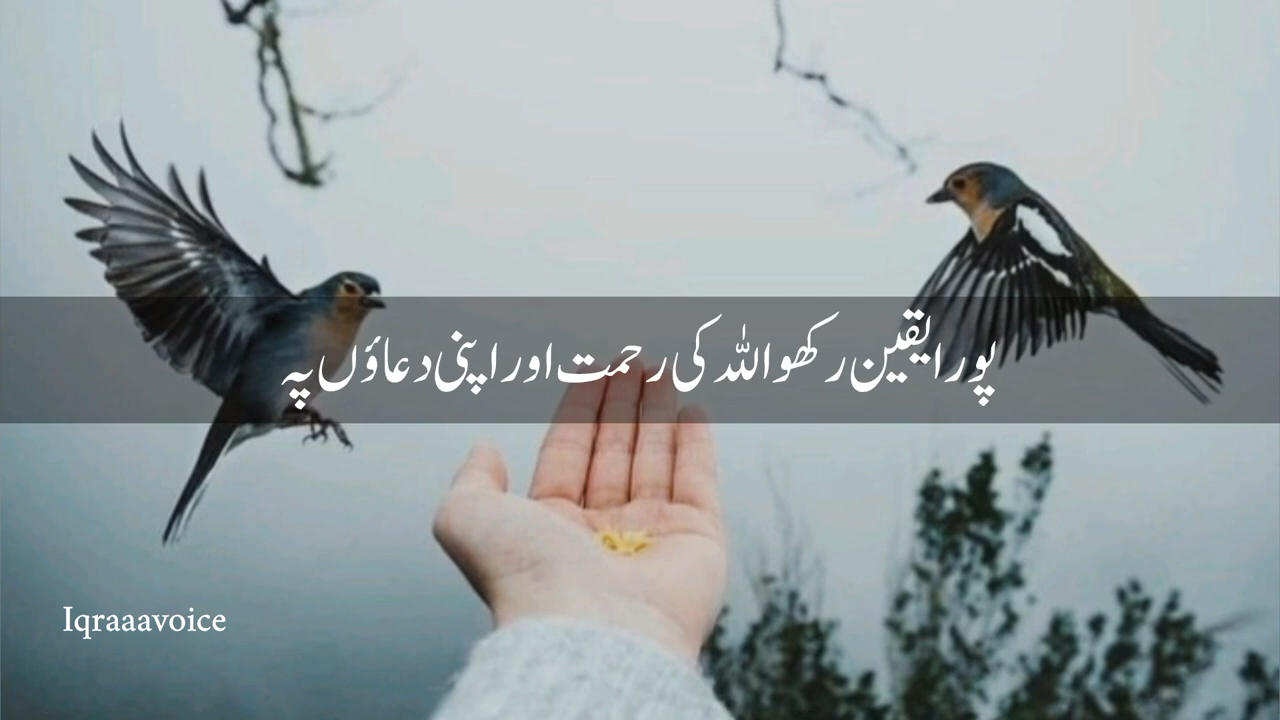 پورا یقین رکھو اللہ کی رحمت اور اپنی دعاؤں پہ
Iqraaavoice